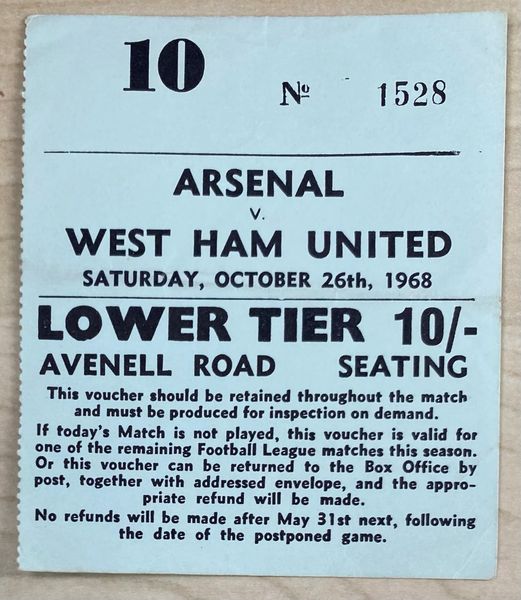 10
Nº 1528
ARSENAL
v.
WEST HAM UNITED
SATURDAY, OCTOBER 26th, 1968
LOWER TIER 10/-
AVENELL ROAD SEATING
This voucher should be retained throughout the match
and must be produced for inspection on demand.
If today's Match is not played, this voucher is valid for
one of the remaining Football League matches this season.
Or this voucher can be returned to the Box Office by
post, together with addressed envelope, and the appro-
priate refund will be made.
No refunds will be made after May 31st next, following
the date of the postponed game.